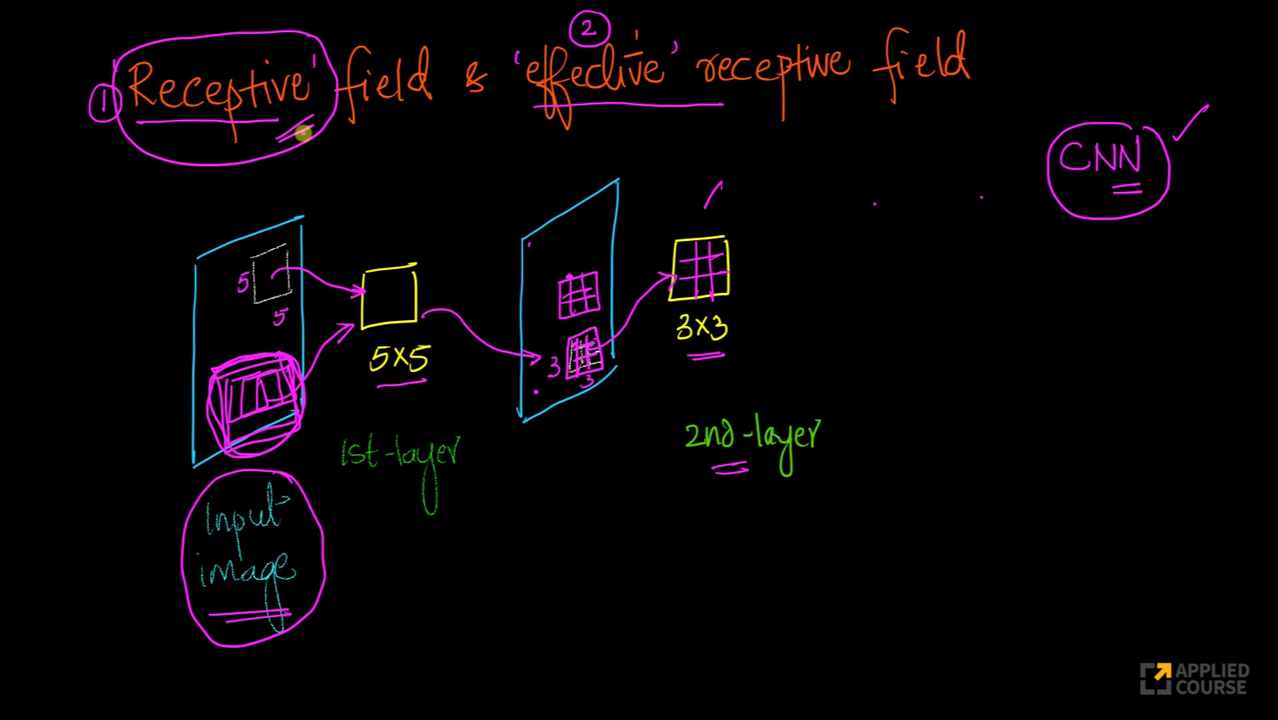 2
1 'Receptive' field & 'effective' receptive field
CNN
5
5
5x5
3
3
3x3
1st-layer
2nd-layer
Input
image
APPLIED
COURSE